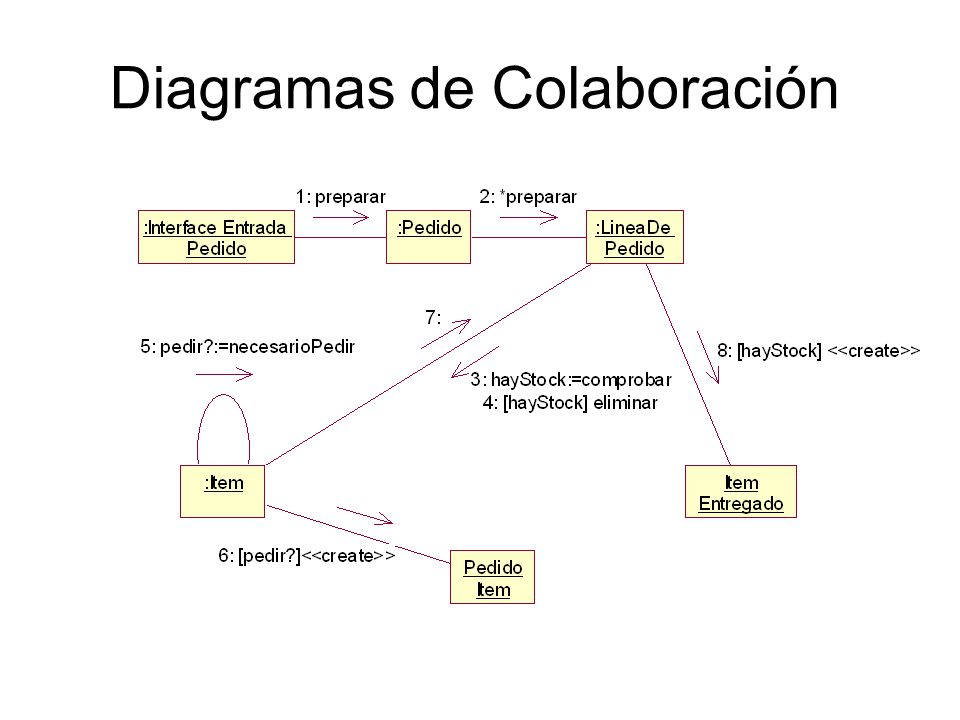 Diagramas de Colaboración
1: preparar
2: *preparar
:Interface Entrada
Pedido
:Pedido
:LineaDe
Pedido
7:
5: pedir?:=necesarioPedir
8: [hayStock] <<create>>
3: hayStock:=comprobar
4: [hayStock] eliminar
:Item
Item
Entregado
6: [pedir?]<<create>>
Pedido
Item